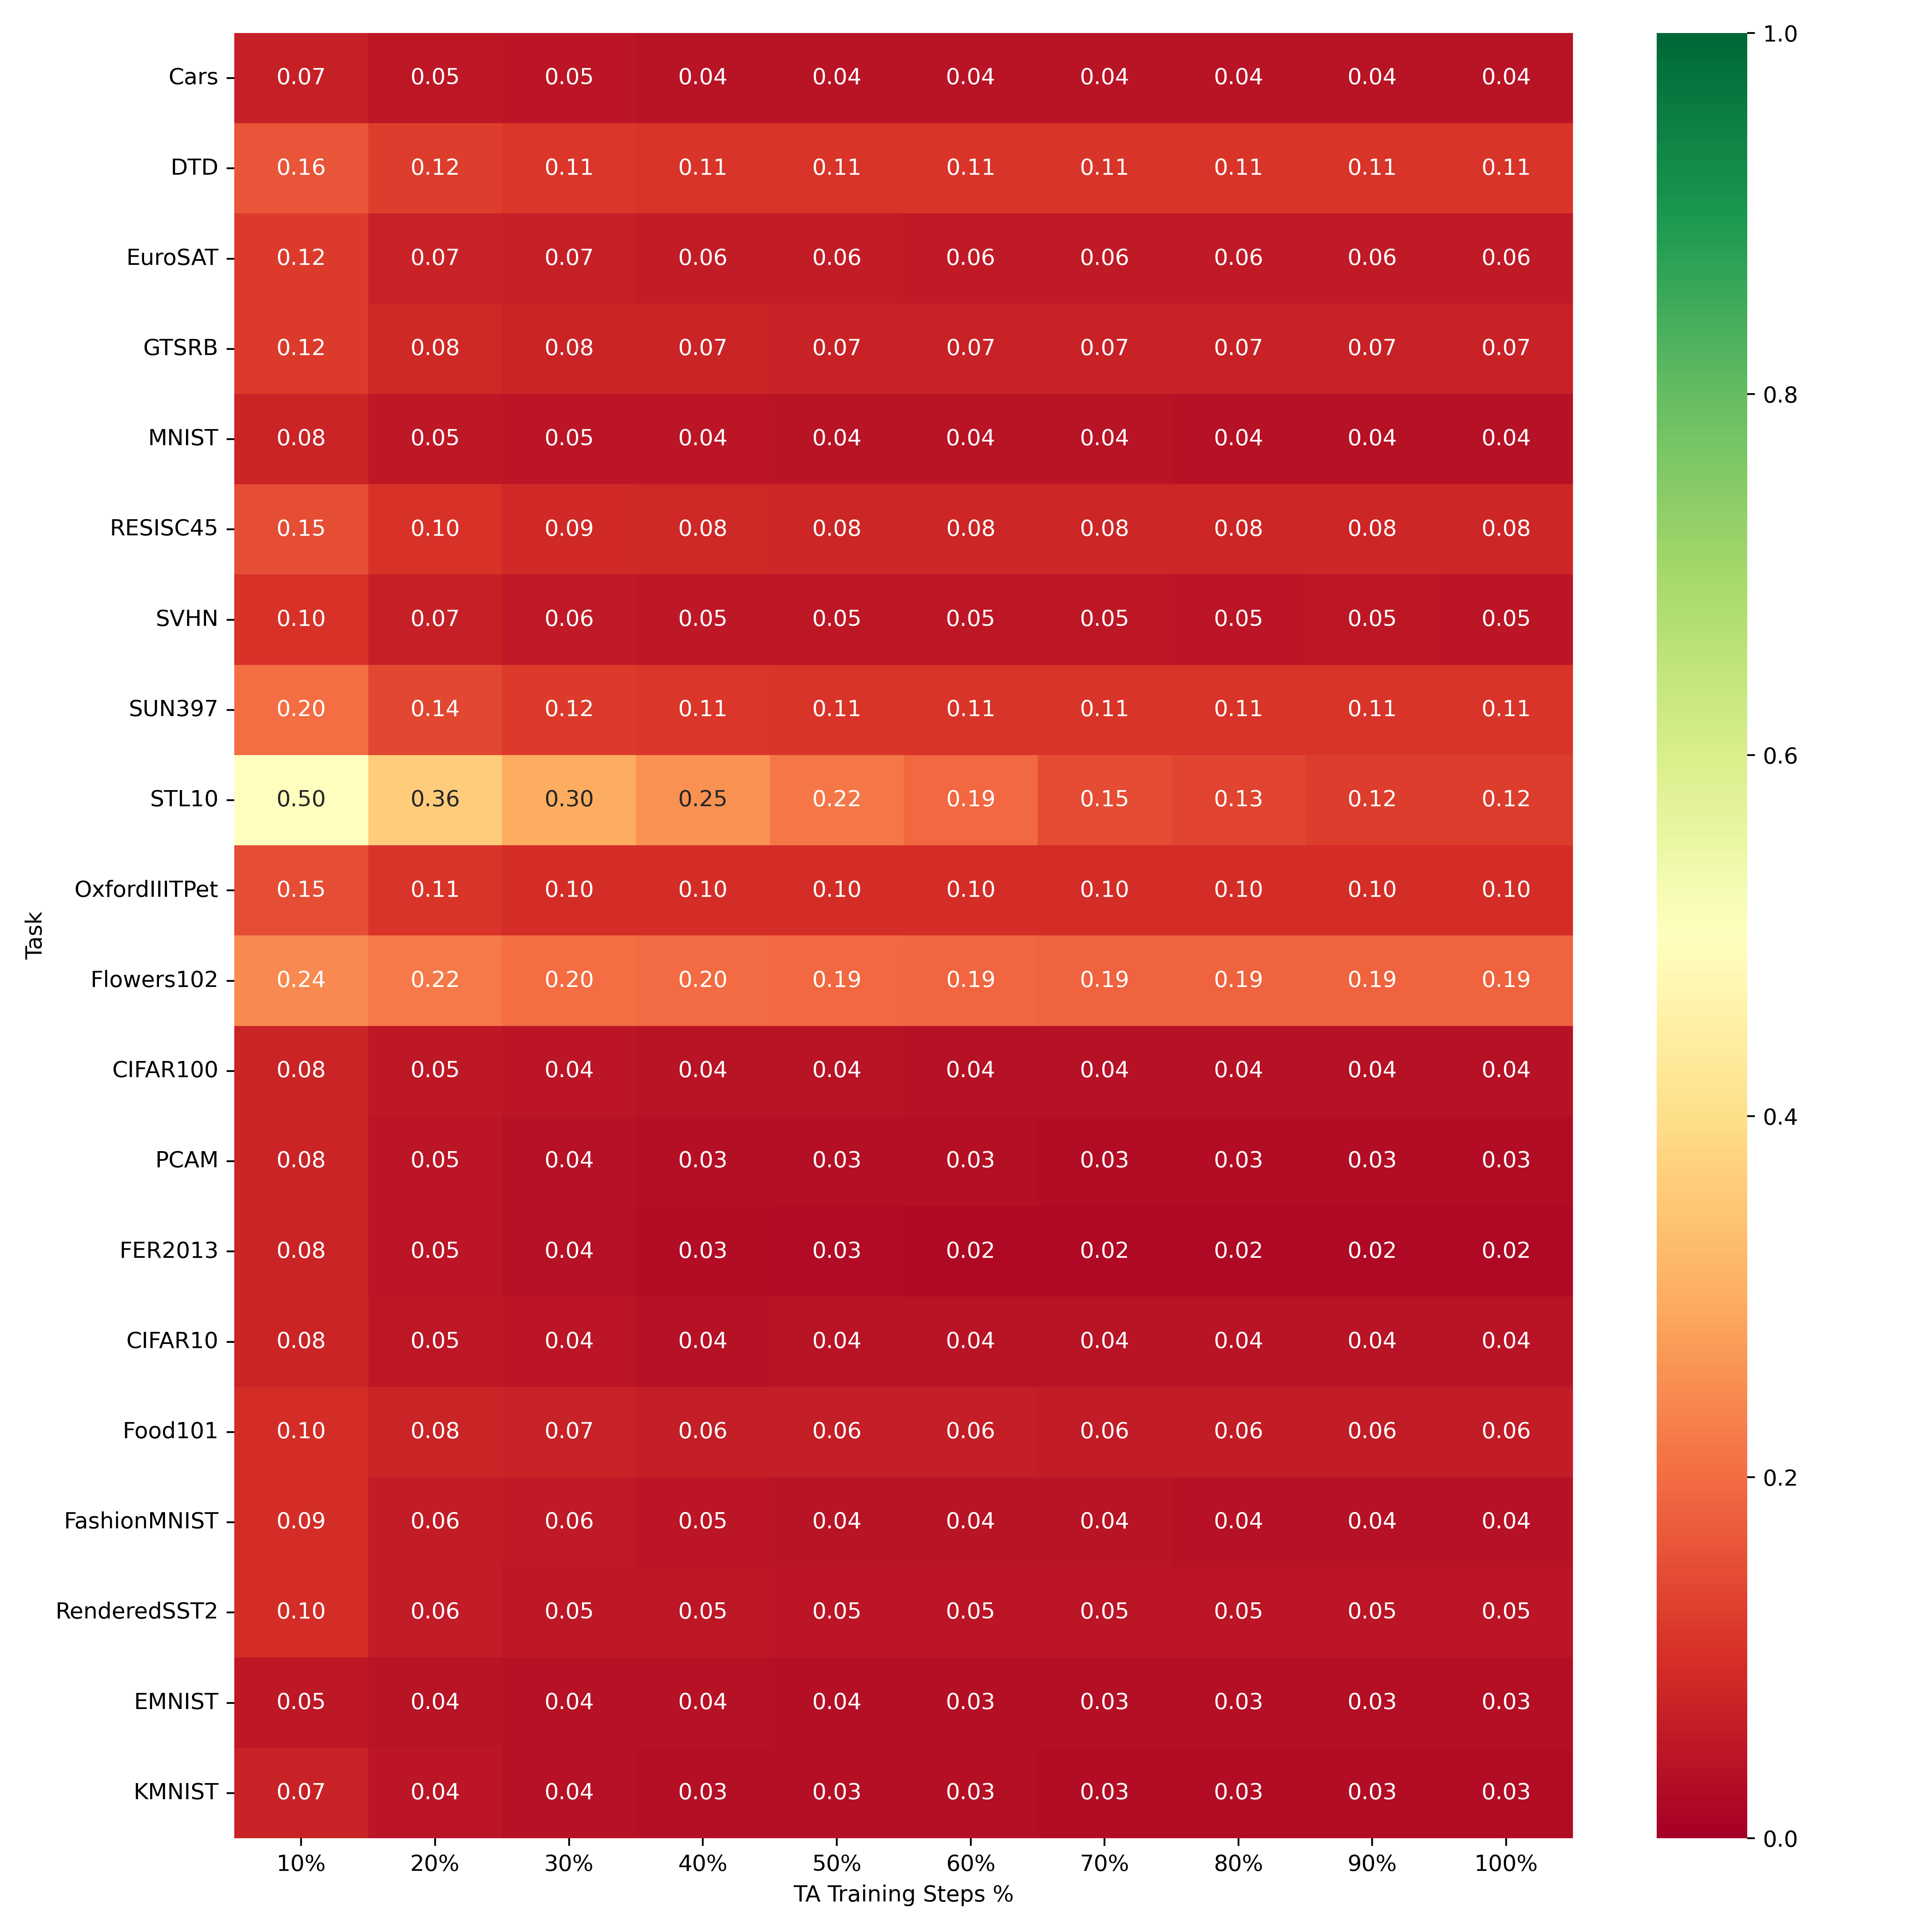 Cars 0.07 0.05 0.05 0.04 0.04 0.04 0.04 0.04 0.04 0.04
DTD 0.16 0.12 0.11 0.11 0.11 0.11 0.11 0.11 0.11 0.11
EuroSAT 0.12 0.07 0.07 0.06 0.06 0.06 0.06 0.06 0.06 0.06
GTSRB 0.12 0.08 0.08 0.07 0.07 0.07 0.07 0.07 0.07 0.07
MNIST 0.08 0.05 0.05 0.04 0.04 0.04 0.04 0.04 0.04 0.04
RESISC45 0.15 0.10 0.09 0.08 0.08 0.08 0.08 0.08 0.08 0.08
SVHN 0.10 0.07 0.06 0.05 0.05 0.05 0.05 0.05 0.05 0.05
SUN397 0.20 0.14 0.12 0.11 0.11 0.11 0.11 0.11 0.11 0.11
STL10 0.50 0.36 0.30 0.25 0.22 0.19 0.15 0.13 0.12 0.12
OxfordIIITPet 0.15 0.11 0.10 0.10 0.10 0.10 0.10 0.10 0.10 0.10
Flowers102 0.24 0.22 0.20 0.20 0.19 0.19 0.19 0.19 0.19 0.19
CIFAR100 0.08 0.05 0.04 0.04 0.04 0.04 0.04 0.04 0.04 0.04
PCAM 0.08 0.05 0.04 0.03 0.03 0.03 0.03 0.03 0.03 0.03
FER2013 0.08 0.05 0.04 0.03 0.03 0.02 0.02 0.02 0.02 0.02
CIFAR10 0.08 0.05 0.04 0.04 0.04 0.04 0.04 0.04 0.04 0.04
Food101 0.10 0.08 0.07 0.06 0.06 0.06 0.06 0.06 0.06 0.06
FashionMNIST 0.09 0.06 0.06 0.05 0.04 0.04 0.04 0.04 0.04 0.04
RenderedSST2 0.10 0.06 0.05 0.05 0.05 0.05 0.05 0.05 0.05 0.05
EMNIST 0.05 0.04 0.04 0.04 0.04 0.03 0.03 0.03 0.03 0.03
KMNIST 0.07 0.04 0.04 0.03 0.03 0.03 0.03 0.03 0.03 0.03
10% 20% 30% 40% 50% 60% 70% 80% 90% 100%
TA Training Steps %
Task
1.0
0.8
0.6
0.4
0.2
0.0